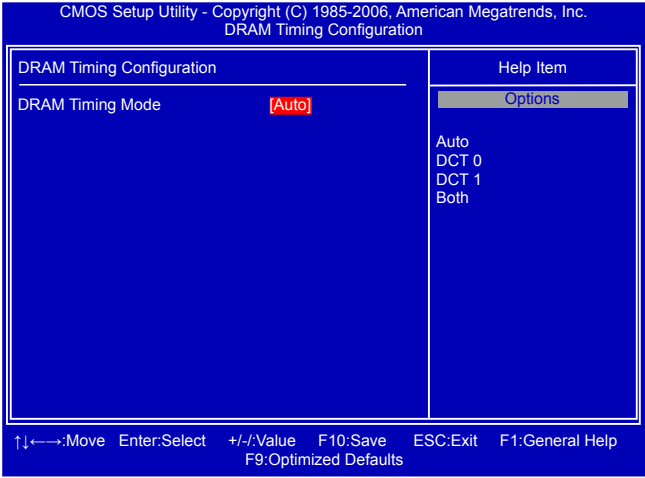 CMOS Setup Utility - Copyright (C) 1985-2006, American Megatrends, Inc.
DRAM Timing Configuration
DRAM Timing Configuration
DRAM Timing Mode [Auto]
Help Item
Options
Auto
DCT 0
DCT 1
Both
↑↓←→:Move Enter:Select +/-/:Value F10:Save ESC:Exit F1:General Help
F9:Optimized Defaults